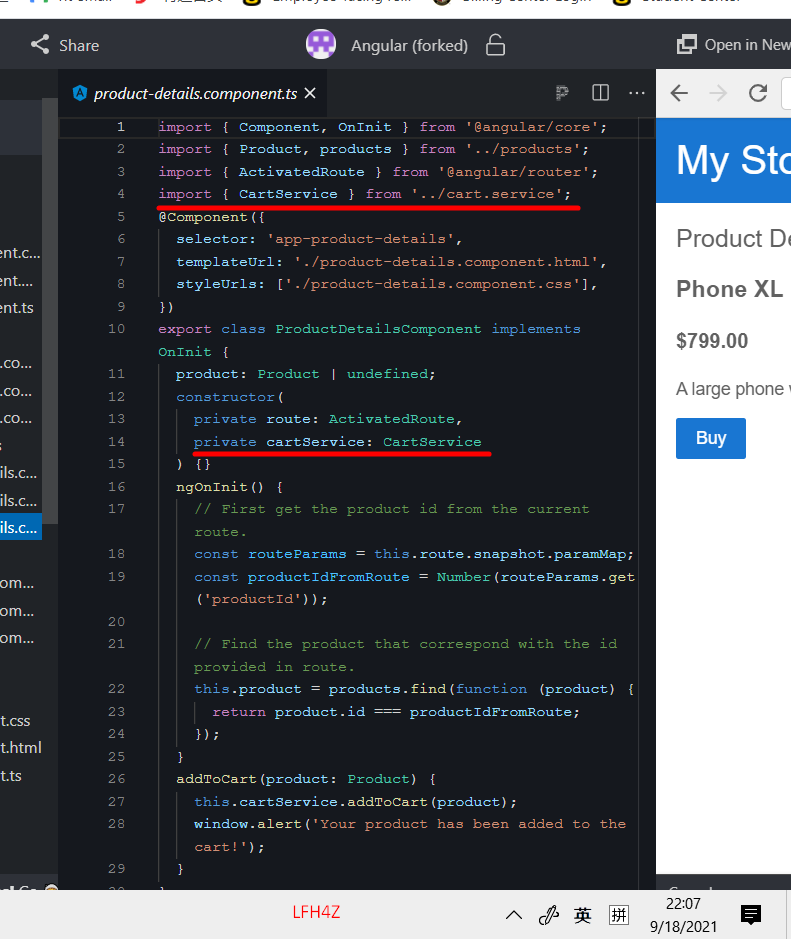 Share
Angular (forked)
Open in New
product-details.component.ts
1 import { Component, OnInit } from '@angular/core';
2 import { Product, products } from '../products';
3 import { ActivatedRoute } from '@angular/router';
4 import { CartService } from '../cart.service';
5 @Component({
6 selector: 'app-product-details',
7 templateUrl: './product-details.component.html',
8 styleUrls: ['./product-details.component.css'],
9 })
10 export class ProductDetailsComponent implements
OnInit {
11 product: Product | undefined;
12 constructor(
13 private route: ActivatedRoute,
14 private cartService: CartService
15 ) {}
16 ngOnInit() {
17 // First get the product id from the current
route.
18 const routeParams = this.route.snapshot.paramMap;
19 const productIdFromRoute = Number(routeParams.get
('productId'));
20
21 // Find the product that correspond with the id
provided in route.
22 this.product = products.find(function (product) {
23 return product.id === productIdFromRoute;
24 });
25 }
26 addToCart(product: Product) {
27 this.cartService.addToCart(product);
28 window.alert('Your product has been added to the
cart!');
29 }
ent.c...
ent....
ent.ts
.co...
.co...
.co...
s
ils.c...
ils.c...
ils.c...
om...
om...
om...
t.css
t.html
t.ts
My Sto
Product De
Phone XL
$799.00
A large phone w
Buy
LFH4Z
英
拼
22:07
9/18/2021